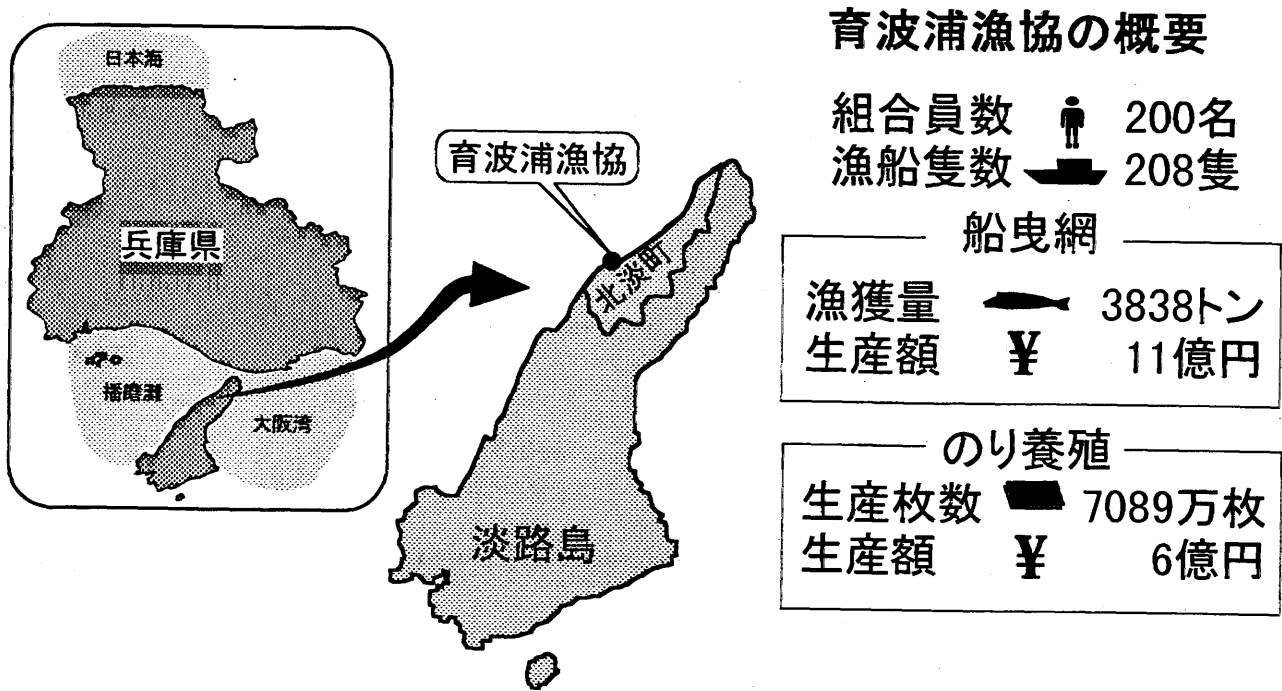 日本海
兵庫県
播磨灘
大阪湾
育波浦漁協
北淡町
淡路島
育波浦漁協の概要
組合員数 200名
漁船隻数 208隻
船曳網
漁獲量 3838トン
生産額 ¥ 11億円
のり養殖
生産枚数 7089万枚
生産額 ¥ 6億円